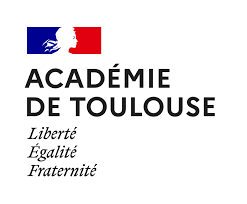 ACADÉMIE
DE TOULOUSE
Liberté
Égalité
Fraternité